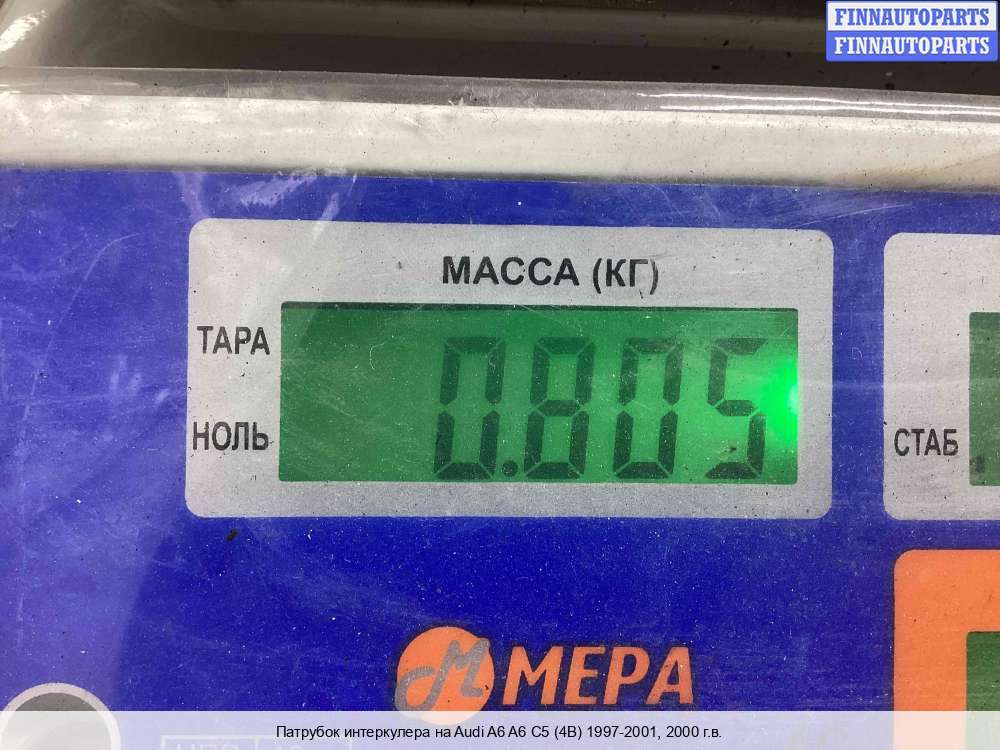 FINNAUTOPARTS
FINNAUTOPARTS
МАССА (КГ)
ТАРА
0.805
НОЛЬ
СТАБ
МЕРА
Патрубок интеркулера на Audi A6 A6 C5 (4B) 1997-2001, 2000 г.в.